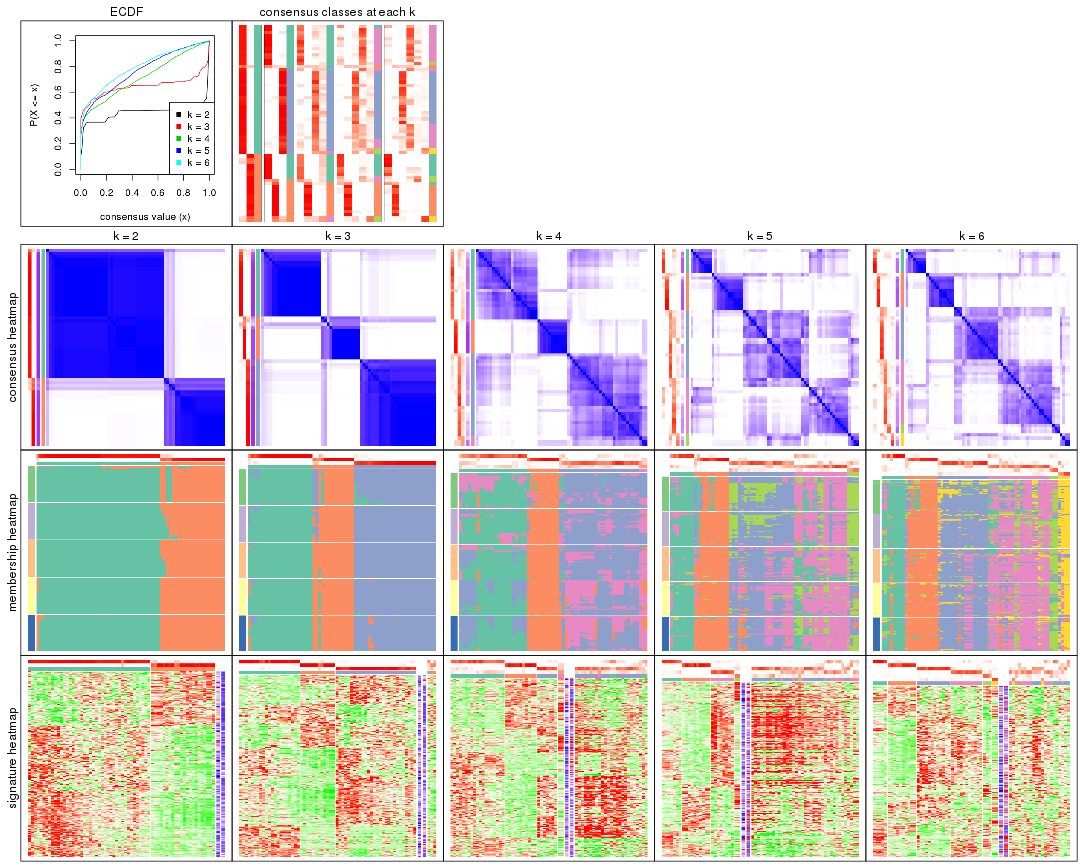 ECDF
consensus classes at each k
P(X <= x)
1.0
0.8
0.6
0.4
0.2
0.0
k = 2
k = 3
k = 4
k = 5
k = 6
0.0 0.2 0.4 0.6 0.8 1.0
consensus value (x)
k = 2
k = 3
k = 4
k = 5
k = 6
consensus heatmap
membership heatmap
signature heatmap